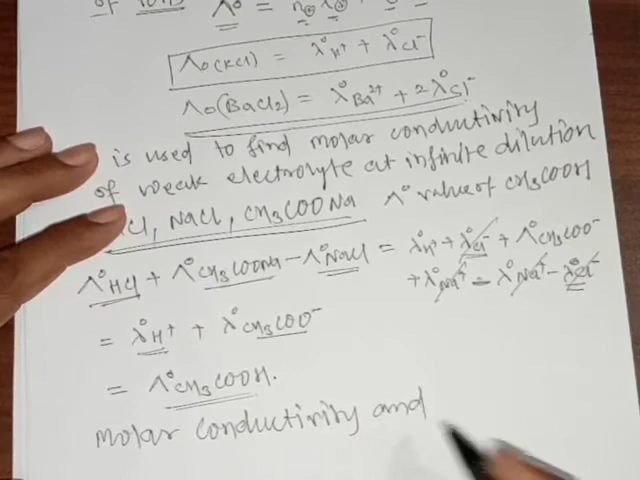 of ions Λ° = n⊕ λ⊕
Λ₀(KCl) = λ°H⁺ + λ°Cl⁻
Λ₀(BaCl₂) = λ°Ba²⁺ + 2λ°Cl⁻
is used to find molar conductivity
of weak electrolyte at infinite dilution
Cl, NaCl, CH₃COONa Λ° value of CH₃COOH
Λ°HCl + Λ°CH₃COONa - Λ°NaCl = λ°H⁺ + λ°Cl⁻ + Λ°CH₃COO⁻
+ λ°Na⁺ - λ°Na⁺ - λ°Cl⁻
= λ°H⁺ + λ°CH₃COO⁻
= Λ°CH₃COOH.
molar conductivity and